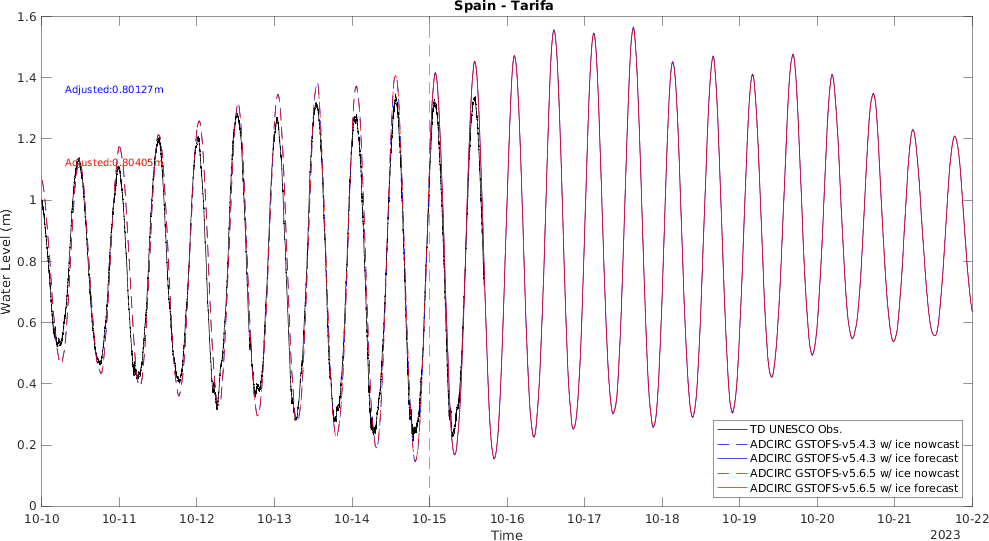 Spain - Tarifa
1.6
1.4
1.2
1
0.8
0.6
0.4
0.2
0
Water Level (m)
Adjusted:0.80127m
Adjusted:0.80405m
TD UNESCO Obs.
ADCIRC GSTOFS-v5.4.3 w/ ice nowcast
ADCIRC GSTOFS-v5.4.3 w/ ice forecast
ADCIRC GSTOFS-v5.6.5 w/ ice nowcast
ADCIRC GSTOFS-v5.6.5 w/ ice forecast
10-10 10-11 10-12 10-13 10-14 10-15 10-16 10-17 10-18 10-19 10-20 10-21 10-22
Time
2023